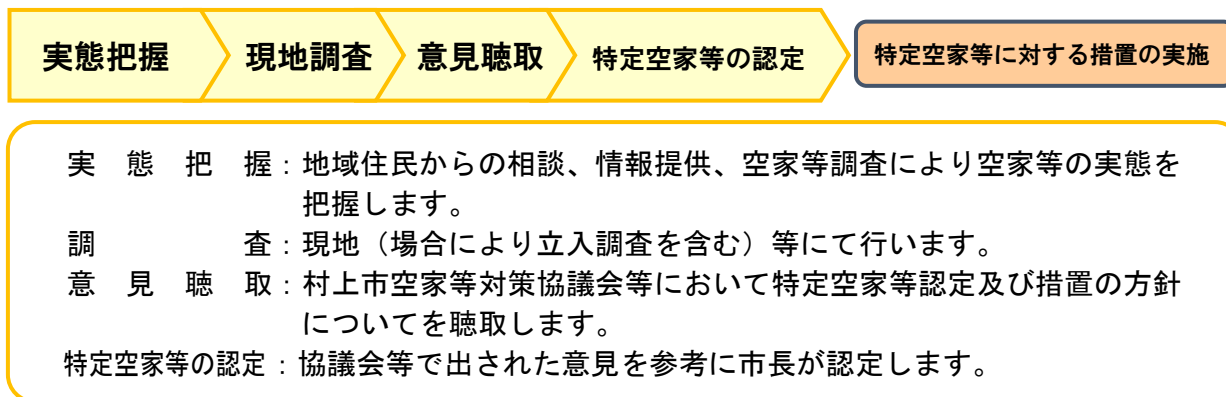 実態把握 現地調査 意見聴取 特定空家等の認定 特定空家等に対する措置の実施
実態把握：地域住民からの相談、情報提供、空家等調査により空家等の実態を
把握します。
調査：現地（場合により立入調査を含む）等にて行います。
意見聴取：村上市空家等対策協議会等において特定空家等認定及び措置の方針
についてを聴取します。
特定空家等の認定：協議会等で出された意見を参考に市長が認定します。